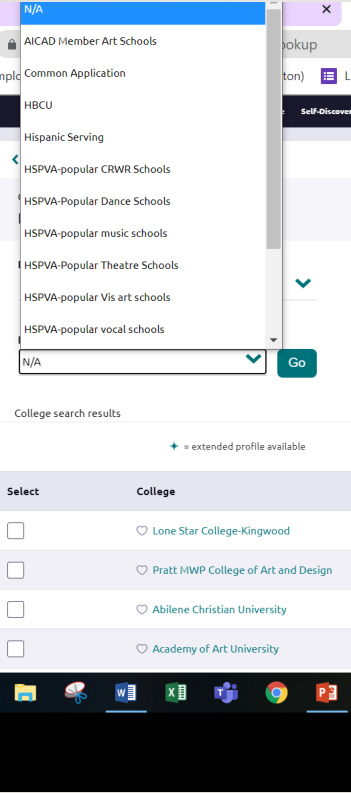 N/A
AICAD Member Art Schools
Common Application
HBCU
Hispanic Serving
HSPVA-popular CRWR Schools
HSPVA-Popular Dance Schools
HSPVA-popular music schools
HSPVA-Popular Theatre Schools
HSPVA-popular Vis art schools
HSPVA-popular vocal schools
ookup
ton)
L
Self-Discover
N/A
Go
College search results
= extended profile available
Select College
Lone Star College-Kingwood
Pratt MWP College of Art and Design
Abilene Christian University
Academy of Art University